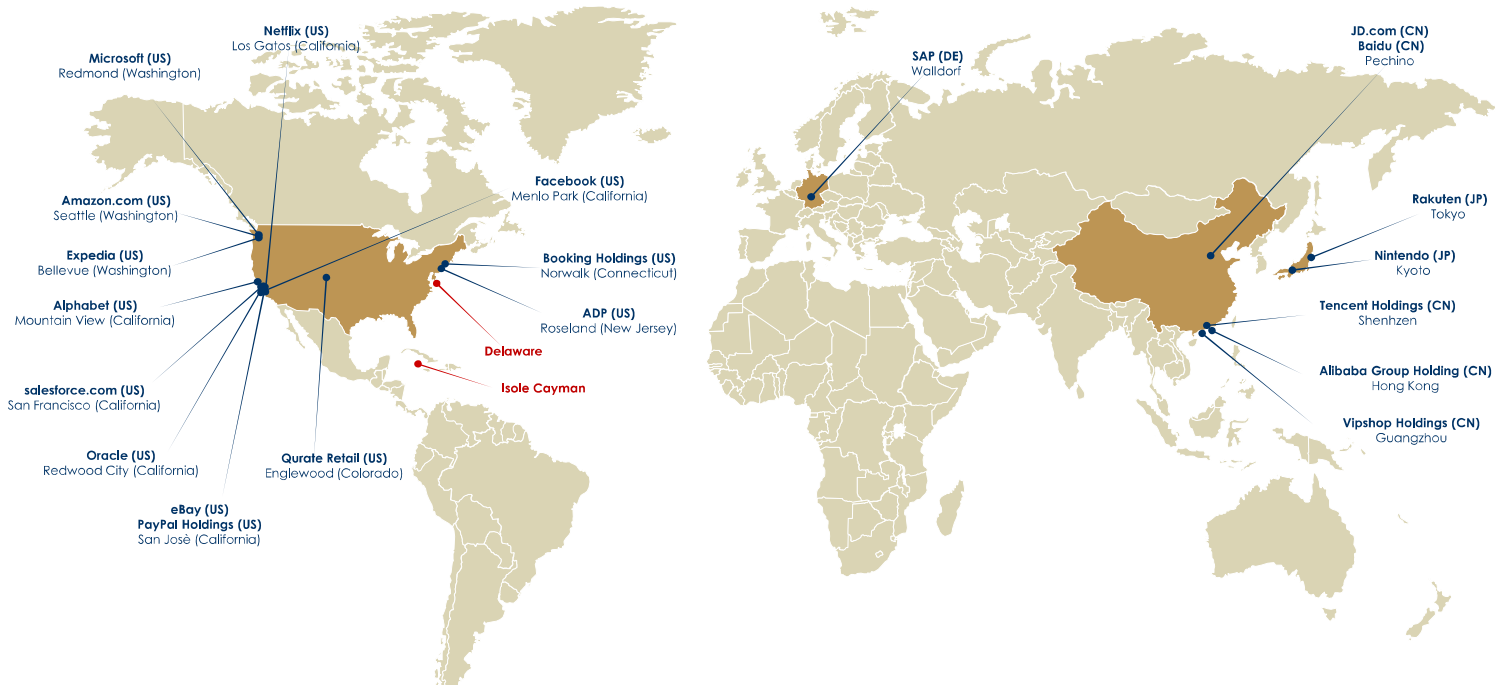 Netflix (US)
Los Gatos (California)
Microsoft (US)
Redmond (Washington)
Amazon.com (US)
Seattle (Washington)
Expedia (US)
Bellevue (Washington)
Alphabet (US)
Mountain View (California)
salesforce.com (US)
San Francisco (California)
Oracle (US)
Redwood City (California)
eBay (US)
PayPal Holdings (US)
San Josè (California)
Qurate Retail (US)
Englewood (Colorado)
Facebook (US)
Menlo Park (California)
Booking Holdings (US)
Norwalk (Connecticut)
ADP (US)
Roseland (New Jersey)
Delaware
Isole Cayman
SAP (DE)
Walldorf
JD.com (CN)
Baidu (CN)
Pechino
Rakuten (JP)
Tokyo
Nintendo (JP)
Kyoto
Tencent Holdings (CN)
Shenhzen
Alibaba Group Holding (CN)
Hong Kong
Vipshop Holdings (CN)
Guangzhou